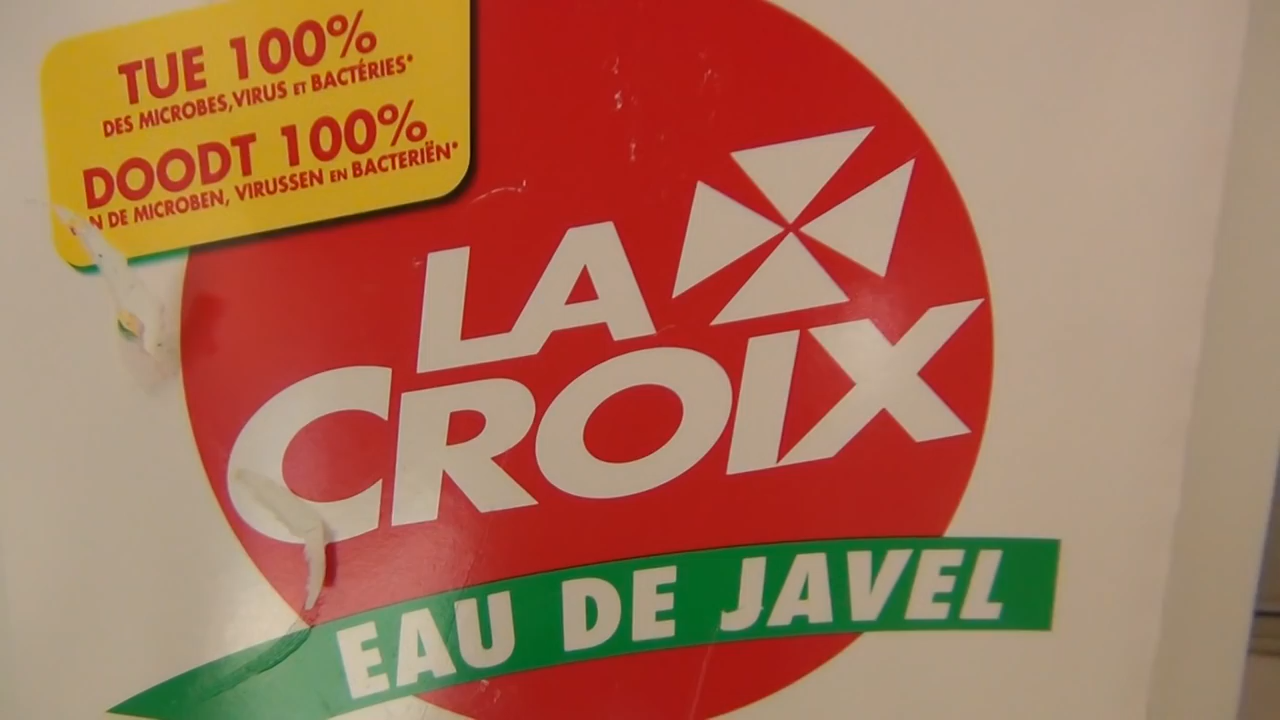 TUE 100%
DES MICROBES, VIRUS ET BACTÉRIES*
DOODT 100%
DE MICROBEN, VIRUSSEN EN BACTERIËN*
LA
CROIX
EAU DE JAVEL